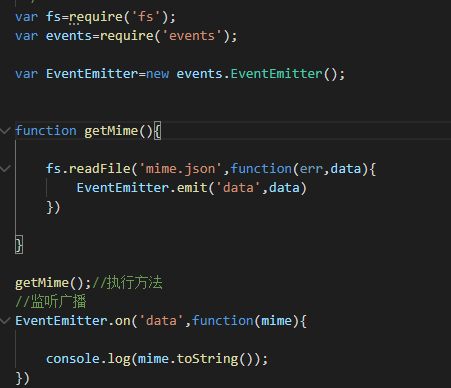 var fs=require('fs');
var events=require('events');
var EventEmitter=new events.EventEmitter();
function getMime(){
fs.readFile('mime.json',function(err,data){
EventEmitter.emit('data',data)
})
}
getMime();//执行方法
//监听广播
EventEmitter.on('data',function(mime){
console.log(mime.toString());
})